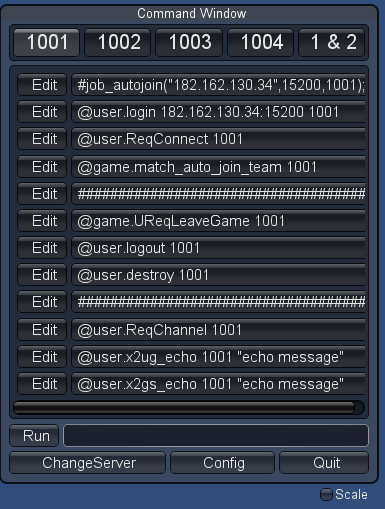 Command Window
1001 1002 1003 1004 1 & 2
Edit #job_autojoin("182.162.130.34",15200,1001);
Edit @user.login 182.162.130.34:15200 1001
Edit @user.ReqConnect 1001
Edit @game.match_auto_join_team 1001
Edit ################################
Edit @game.UReqLeaveGame 1001
Edit @user.logout 1001
Edit @user.destroy 1001
Edit ################################
Edit @user.ReqChannel 1001
Edit @user.x2ug_echo 1001 "echo message"
Edit @user.x2gs_echo 1001 "echo message"
Run
ChangeServer Config Quit
Scale